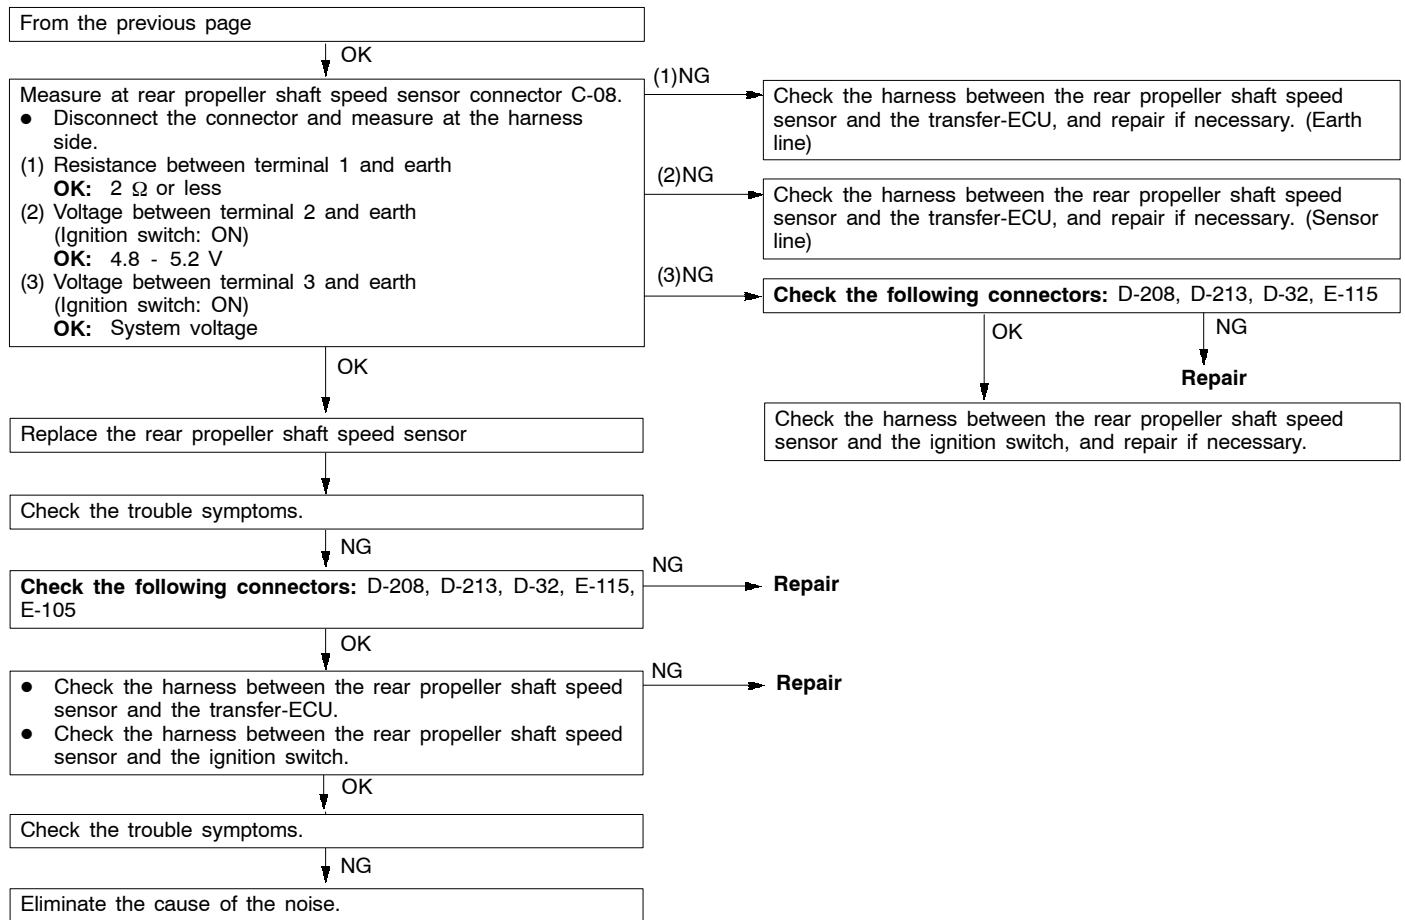 From the previous page
OK
Measure at rear propeller shaft speed sensor connector C-08.
● Disconnect the connector and measure at the harness
side.
(1) Resistance between terminal 1 and earth
OK: 2 Ω or less
(2) Voltage between terminal 2 and earth
(Ignition switch: ON)
OK: 4.8 - 5.2 V
(3) Voltage between terminal 3 and earth
(Ignition switch: ON)
OK: System voltage
(1)NG
Check the harness between the rear propeller shaft speed
sensor and the transfer-ECU, and repair if necessary. (Earth
line)
(2)NG
Check the harness between the rear propeller shaft speed
sensor and the transfer-ECU, and repair if necessary. (Sensor
line)
(3)NG
Check the following connectors: D-208, D-213, D-32, E-115
OK
NG
Repair
Check the harness between the rear propeller shaft speed
sensor and the ignition switch, and repair if necessary.
OK
Replace the rear propeller shaft speed sensor
Check the trouble symptoms.
NG
Check the following connectors: D-208, D-213, D-32, E-115,
E-105
NG
Repair
OK
● Check the harness between the rear propeller shaft speed
sensor and the transfer-ECU.
● Check the harness between the rear propeller shaft speed
sensor and the ignition switch.
NG
Repair
OK
Check the trouble symptoms.
NG
Eliminate the cause of the noise.